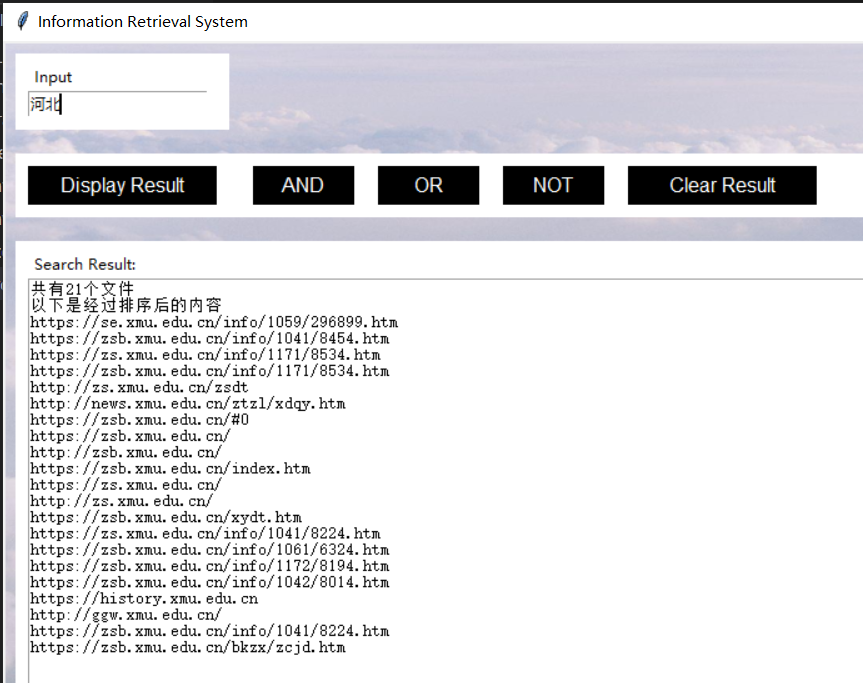 Information Retrieval System
Input
河北
Display Result AND OR NOT Clear Result
Search Result:
共有21个文件
以下是经过排序后的内容
https://se.xmu.edu.cn/info/1059/296899.htm
https://zsb.xmu.edu.cn/info/1041/8454.htm
https://zs.xmu.edu.cn/info/1171/8534.htm
https://zsb.xmu.edu.cn/info/1171/8534.htm
http://zs.xmu.edu.cn/zsdt
http://news.xmu.edu.cn/ztzl/xdqy.htm
https://zsb.xmu.edu.cn/#0
https://zsb.xmu.edu.cn/
http://zsb.xmu.edu.cn/
https://zsb.xmu.edu.cn/index.htm
https://zs.xmu.edu.cn/
http://zs.xmu.edu.cn/
https://zsb.xmu.edu.cn/xydt.htm
https://zs.xmu.edu.cn/info/1041/8224.htm
https://zsb.xmu.edu.cn/info/1061/6324.htm
https://zsb.xmu.edu.cn/info/1172/8194.htm
https://zsb.xmu.edu.cn/info/1042/8014.htm
https://history.xmu.edu.cn
http://ggw.xmu.edu.cn/
https://zsb.xmu.edu.cn/info/1041/8224.htm
https://zsb.xmu.edu.cn/bkzx/zcjd.htm